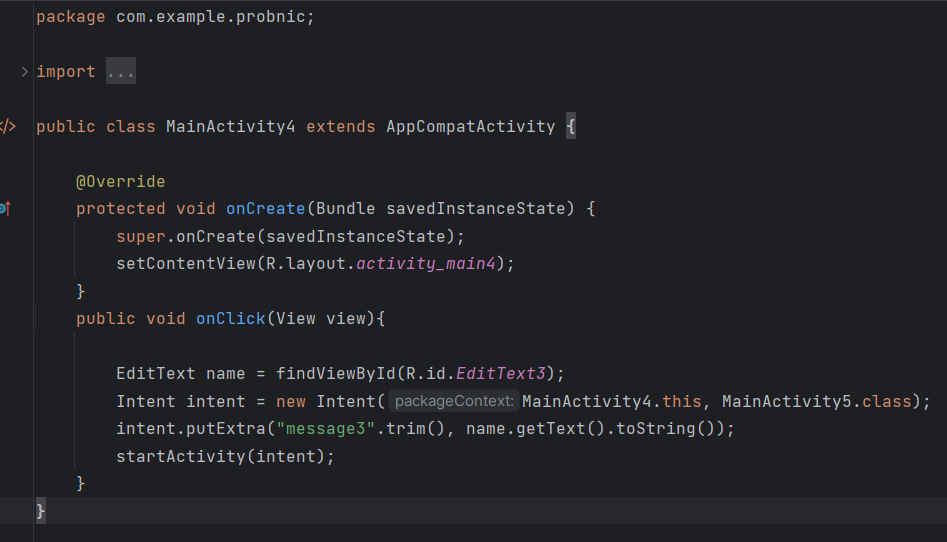 package com.example.probnic;
import ...
public class MainActivity4 extends AppCompatActivity {
@Override
protected void onCreate(Bundle savedInstanceState) {
super.onCreate(savedInstanceState);
setContentView(R.layout.activity_main4);
}
public void onClick(View view){
EditText name = findViewById(R.id.EditText3);
Intent intent = new Intent( packageContext: MainActivity4.this, MainActivity5.class);
intent.putExtra("message3".trim(), name.getText().toString());
startActivity(intent);
}
}